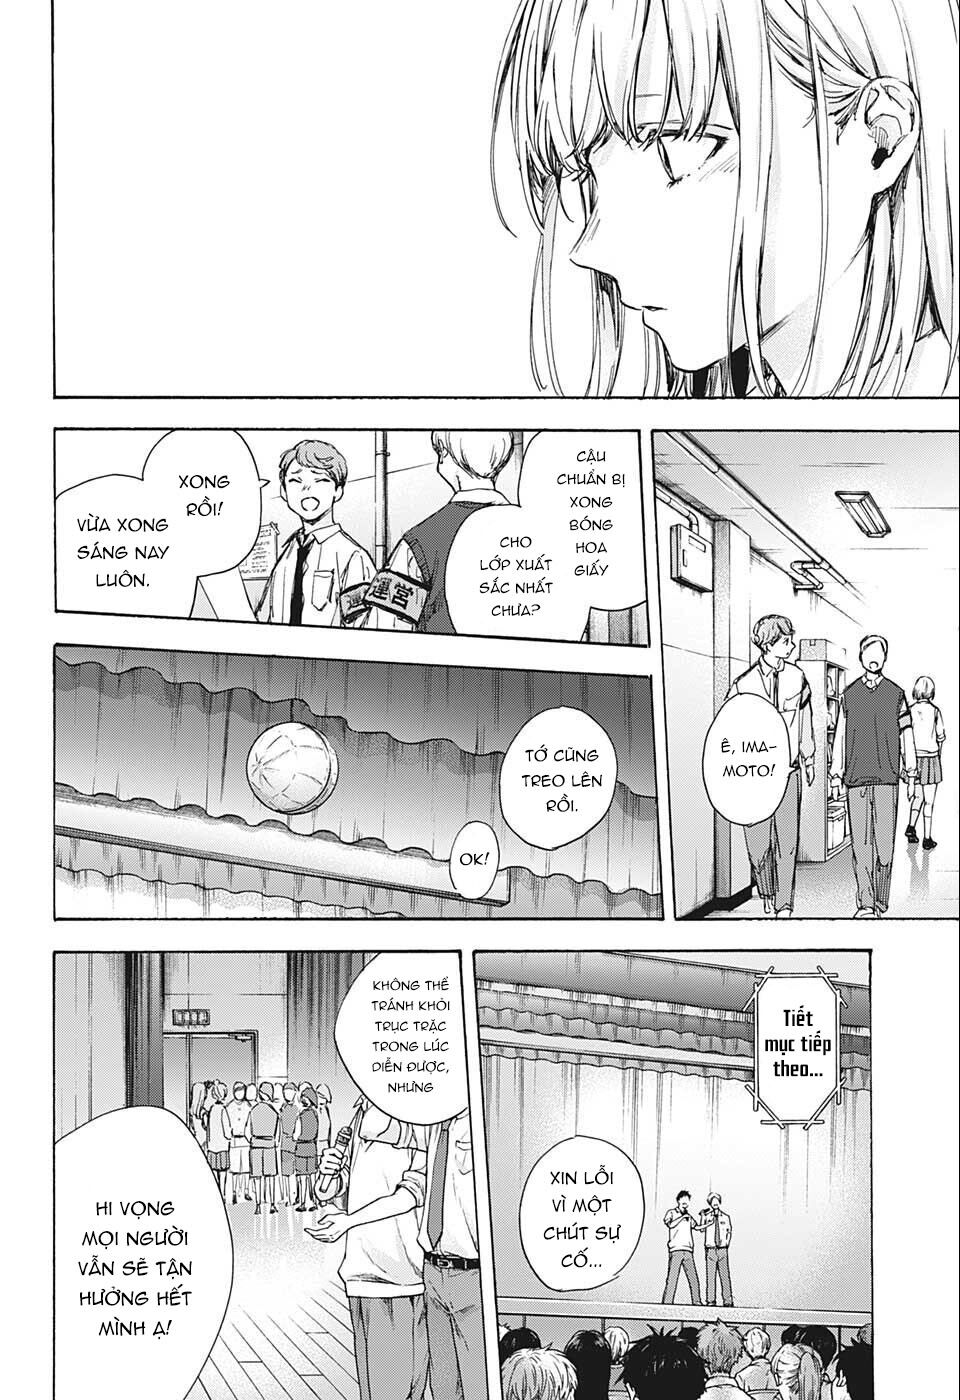 Ê, IMA-
MOTO!
CẬU
CHUẨN BỊ
XONG
BÓNG
HOA
GIẤY
CHO
LỚP XUẤT
SẮC NHẤT
CHƯA?
XONG
RỒI!
VỪA XONG
SÁNG NAY
LUÔN.
運営
TỚ CŨNG
TREO LÊN
RỒI.
OK!
Tiết
mục tiếp
theo...
XIN LỖI
VÌ MỘT
CHÚT SỰ
CỐ...
KHÔNG THỂ
TRÁNH KHỎI
TRỤC TRẶC
TRONG LÚC
DIỄN ĐƯỢC,
NHƯNG
HI VỌNG
MỌI NGƯỜI
VẪN SẼ TẬN
HƯỞNG HẾT
MÌNH Ạ!